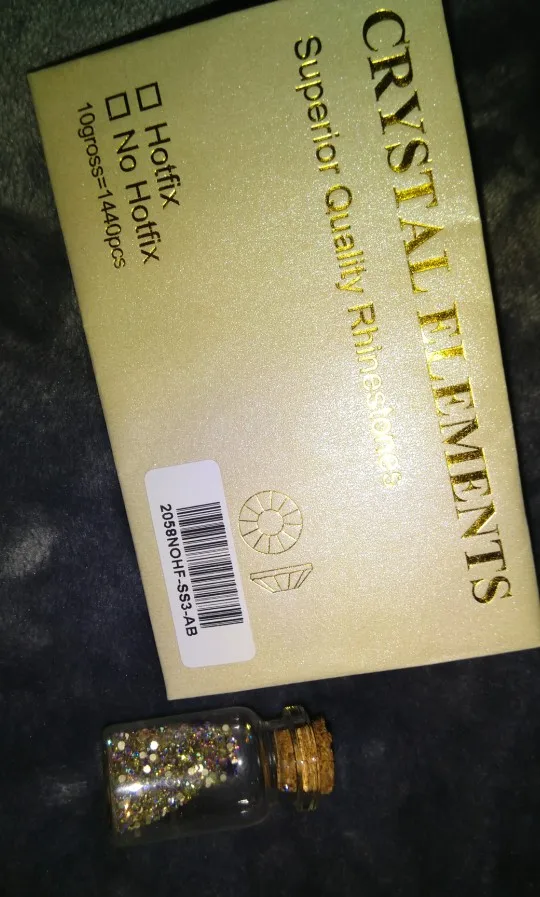 CRYSTAL ELEMENTS
Superior Quality Rhinestones
☐ Hotfix
☐ No Hotfix
10gross=1440pcs
2058NOHF-SS3-AB